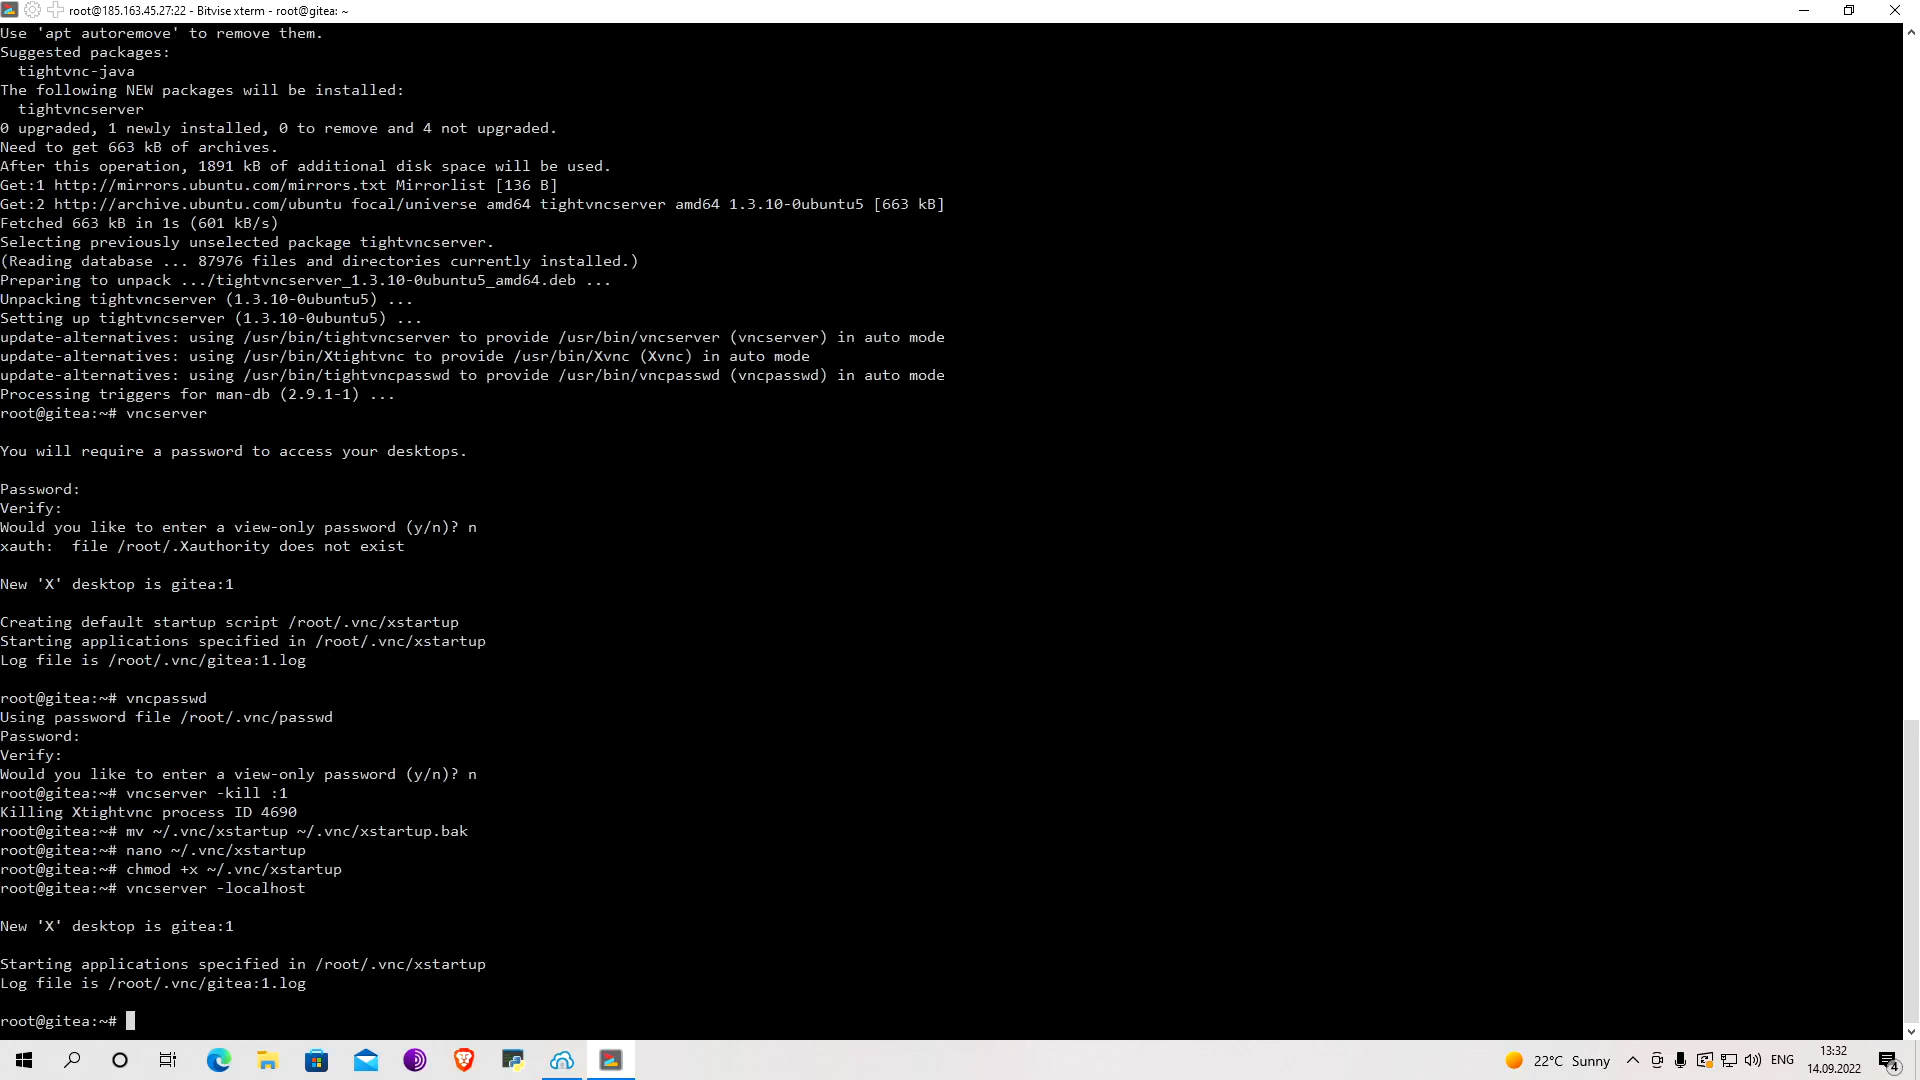 root@185.163.45.27:22 - Bitvise xterm - root@gitea: ~
Use 'apt autoremove' to remove them.
Suggested packages:
  tightvnc-java
The following NEW packages will be installed:
  tightvncserver
0 upgraded, 1 newly installed, 0 to remove and 4 not upgraded.
Need to get 663 kB of archives.
After this operation, 1891 kB of additional disk space will be used.
Get:1 http://mirrors.ubuntu.com/mirrors.txt Mirrorlist [136 B]
Get:2 http://archive.ubuntu.com/ubuntu focal/universe amd64 tightvncserver amd64 1.3.10-0ubuntu5 [663 kB]
Fetched 663 kB in 1s (601 kB/s)
Selecting previously unselected package tightvncserver.
(Reading database ... 87976 files and directories currently installed.)
Preparing to unpack .../tightvncserver_1.3.10-0ubuntu5_amd64.deb ...
Unpacking tightvncserver (1.3.10-0ubuntu5) ...
Setting up tightvncserver (1.3.10-0ubuntu5) ...
update-alternatives: using /usr/bin/tightvncserver to provide /usr/bin/vncserver (vncserver) in auto mode
update-alternatives: using /usr/bin/Xtightvnc to provide /usr/bin/Xvnc (Xvnc) in auto mode
update-alternatives: using /usr/bin/tightvncpasswd to provide /usr/bin/vncpasswd (vncpasswd) in auto mode
Processing triggers for man-db (2.9.1-1) ...
root@gitea:~# vncserver
You will require a password to access your desktops.
Password:
Verify:
Would you like to enter a view-only password (y/n)? n
xauth:  file /root/.Xauthority does not exist
New 'X' desktop is gitea:1
Creating default startup script /root/.vnc/xstartup
Starting applications specified in /root/.vnc/xstartup
Log file is /root/.vnc/gitea:1.log
root@gitea:~# vncpasswd
Using password file /root/.vnc/passwd
Password:
Verify:
Would you like to enter a view-only password (y/n)? n
root@gitea:~# vncserver -kill :1
Killing Xtightvnc process ID 4690
root@gitea:~# mv ~/.vnc/xstartup ~/.vnc/xstartup.bak
root@gitea:~# nano ~/.vnc/xstartup
root@gitea:~# chmod +x ~/.vnc/xstartup
root@gitea:~# vncserver -localhost
New 'X' desktop is gitea:1
Starting applications specified in /root/.vnc/xstartup
Log file is /root/.vnc/gitea:1.log
root@gitea:~#
22°C Sunny
ENG
13:32
14.09.2022
4